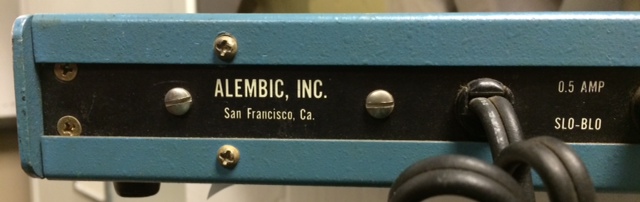 ALEMBIC, INC.
San Francisco, Ca.
0.5 AMP
SLO-BLO